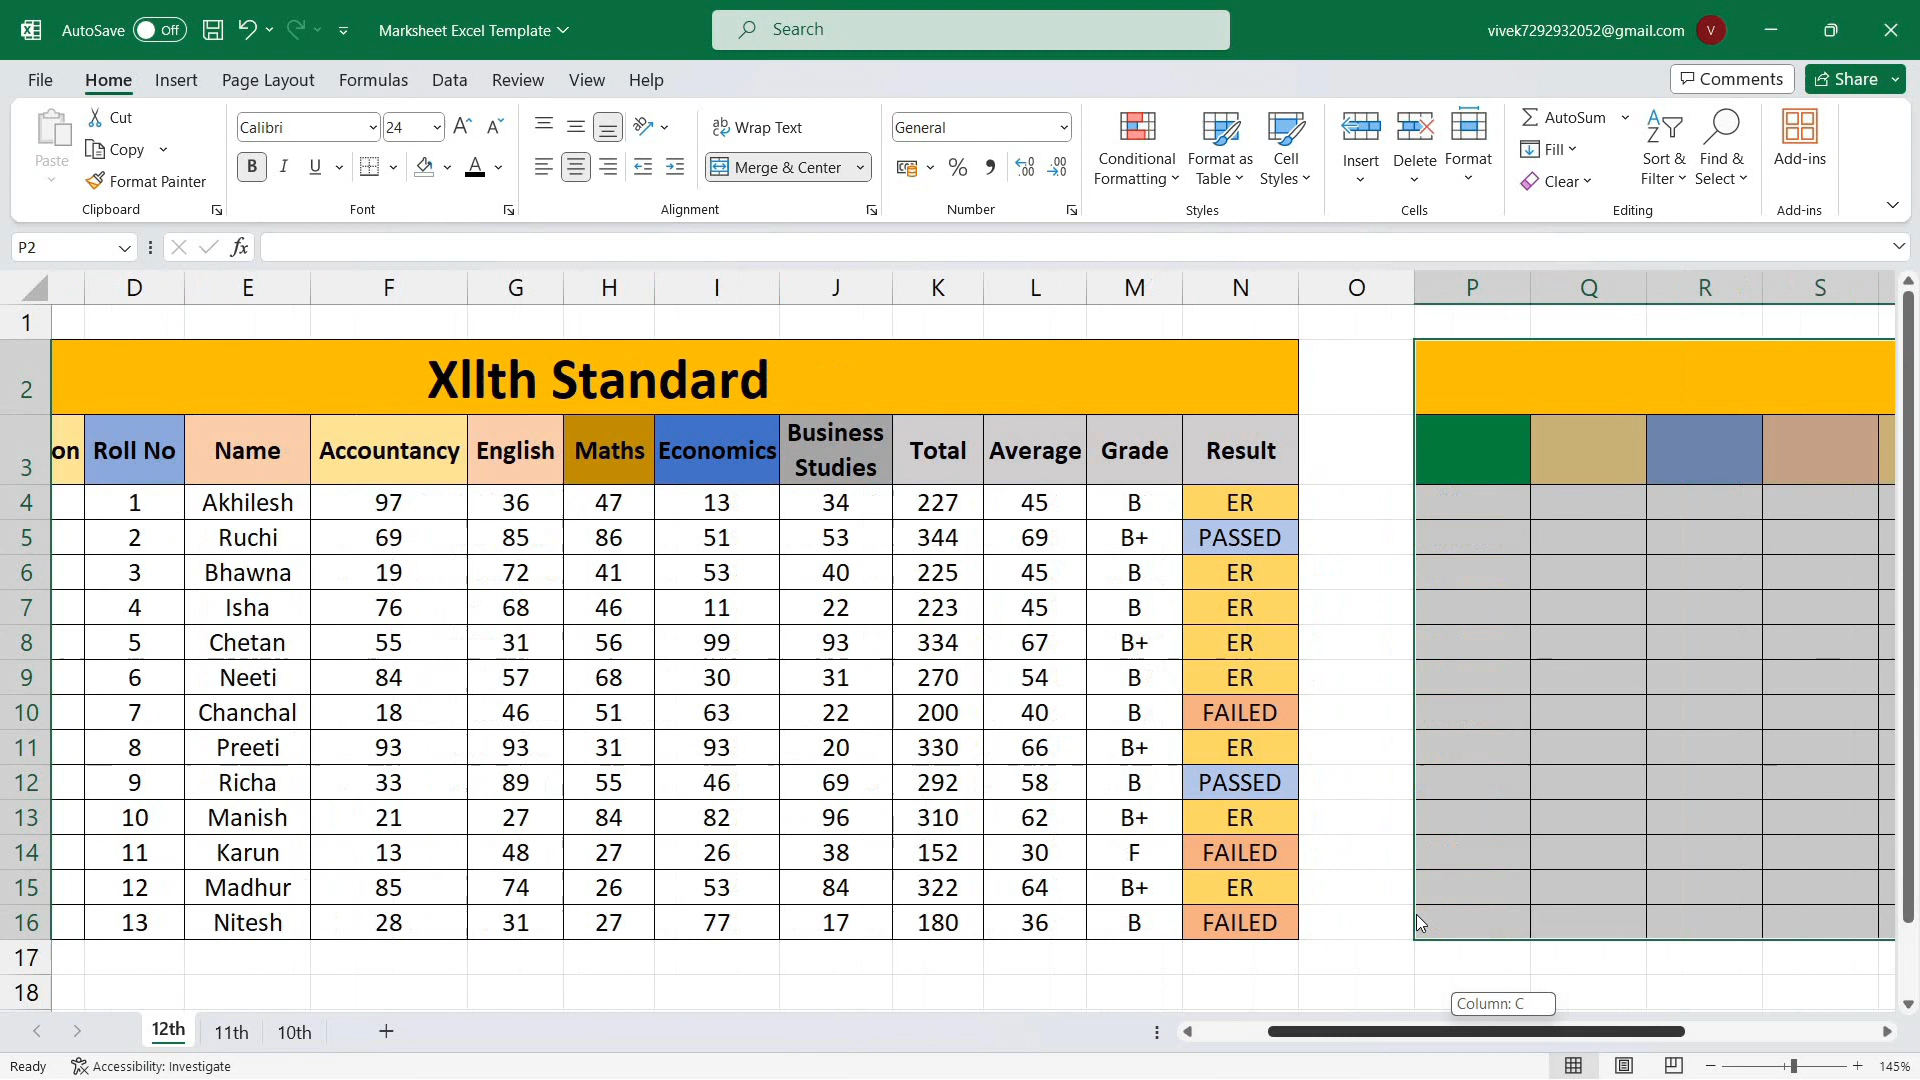 AutoSave Off Marksheet Excel Template Search vivek7292932052@gmail.com V
File Home Insert Page Layout Formulas Data Review View Help Comments Share
Paste Cut Copy Format Painter Clipboard
Calibri 24 B I U A Font
Wrap Text Merge & Center Alignment
General % , Number
Conditional Formatting Format as Table Cell Styles Styles
Insert Delete Format Cells
AutoSum Fill Clear Sort & Filter Find & Select Editing
Add-ins Add-ins
P2 fx
D E F G H I J K L M N O P Q R S
1
2 Xllth Standard
3 on Roll No Name Accountancy English Maths Economics Business Studies Total Average Grade Result
4 1 Akhilesh 97 36 47 13 34 227 45 B ER
5 2 Ruchi 69 85 86 51 53 344 69 B+ PASSED
6 3 Bhawna 19 72 41 53 40 225 45 B ER
7 4 Isha 76 68 46 11 22 223 45 B ER
8 5 Chetan 55 31 56 99 93 334 67 B+ ER
9 6 Neeti 84 57 68 30 31 270 54 B ER
10 7 Chanchal 18 46 51 63 22 200 40 B FAILED
11 8 Preeti 93 93 31 93 20 330 66 B+ ER
12 9 Richa 33 89 55 46 69 292 58 B PASSED
13 10 Manish 21 27 84 82 96 310 62 B+ ER
14 11 Karun 13 48 27 26 38 152 30 F FAILED
15 12 Madhur 85 74 26 53 84 322 64 B+ ER
16 13 Nitesh 28 31 27 77 17 180 36 B FAILED
17
18
Column: C
12th 11th 10th +
Ready Accessibility: Investigate 145%